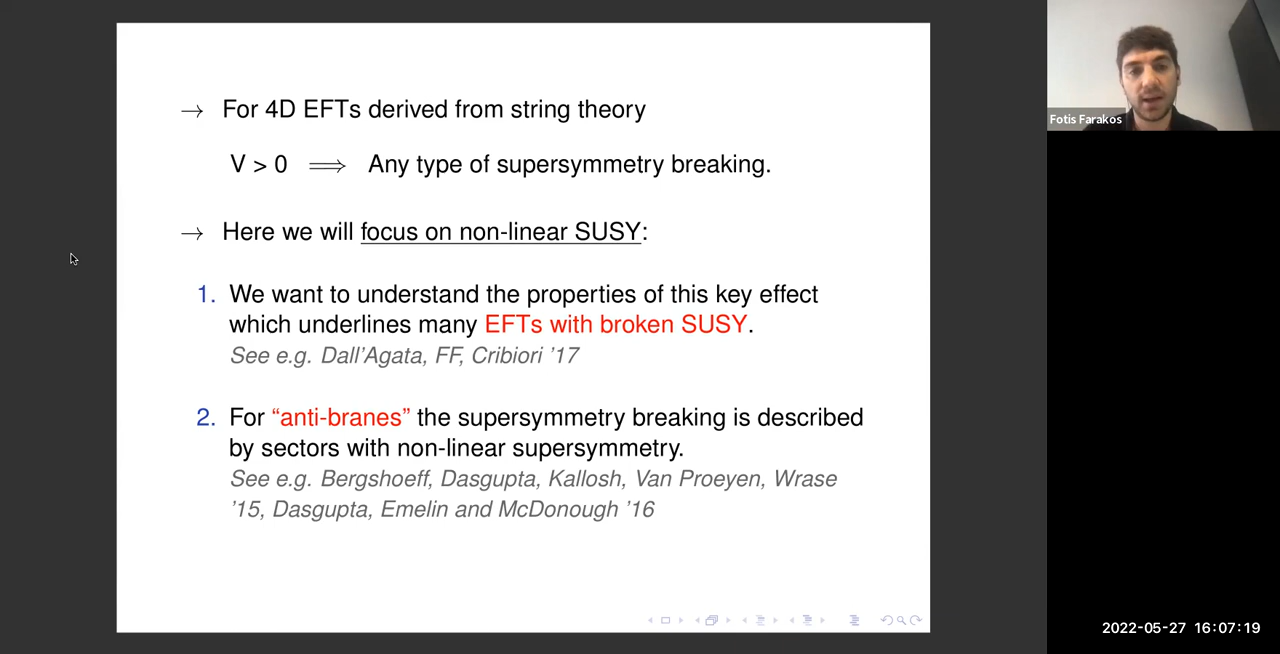 → For 4D EFTs derived from string theory
V > 0 ⟹ Any type of supersymmetry breaking.
→ Here we will focus on non-linear SUSY:
1. We want to understand the properties of this key effect
which underlines many EFTs with broken SUSY.
See e.g. Dall’Agata, FF, Cribiori ’17
2. For “anti-branes” the supersymmetry breaking is described
by sectors with non-linear supersymmetry.
See e.g. Bergshoeff, Dasgupta, Kallosh, Van Proeyen, Wrase
’15, Dasgupta, Emelin and McDonough ’16
Fotis Farakos
2022-05-27 16:07:19